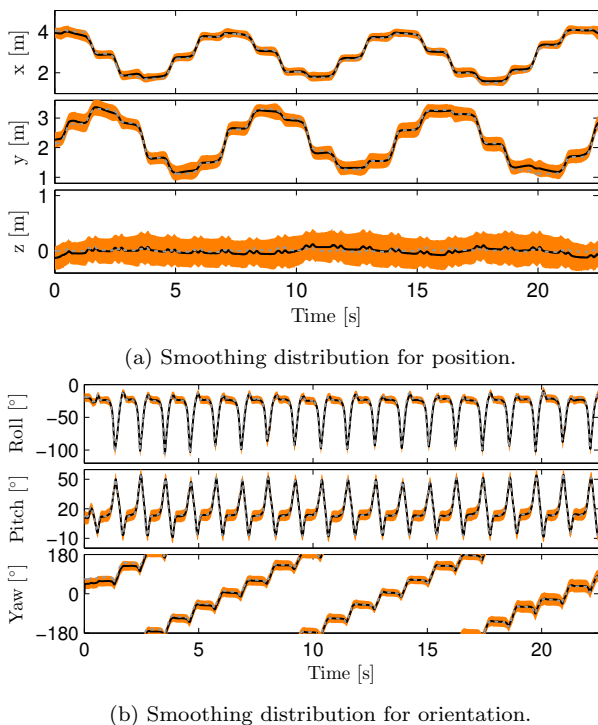 4
2
x [m]
3
2
1
y [m]
1
0
z [m]
0 5 10 15 20
Time [s]
(a) Smoothing distribution for position.
0
−50
−100
Roll [°]
50
20
−10
Pitch [°]
180
0
−180
Yaw [°]
0 5 10 15 20
Time [s]
(b) Smoothing distribution for orientation.